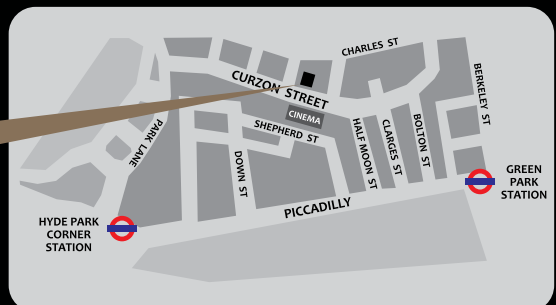 CHARLES ST
CURZON STREET
CINEMA
SHEPHERD ST
BERKELEY ST
PARK LANE
DOWN ST
HALF MOON ST
CLARGES ST
BOLTON ST
PICCADILLY
GREEN
PARK
STATION
HYDE PARK
CORNER
STATION